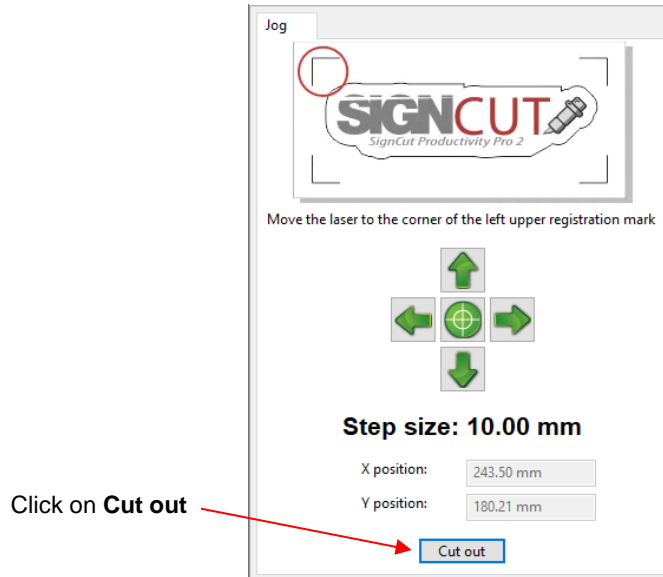 Jog
SIGNCUT
SignCut Productivity Pro 2
Move the laser to the corner of the left upper registration mark
Step size: 10.00 mm
X position: 243.50 mm
Y position: 180.21 mm
Click on Cut out
Cut out